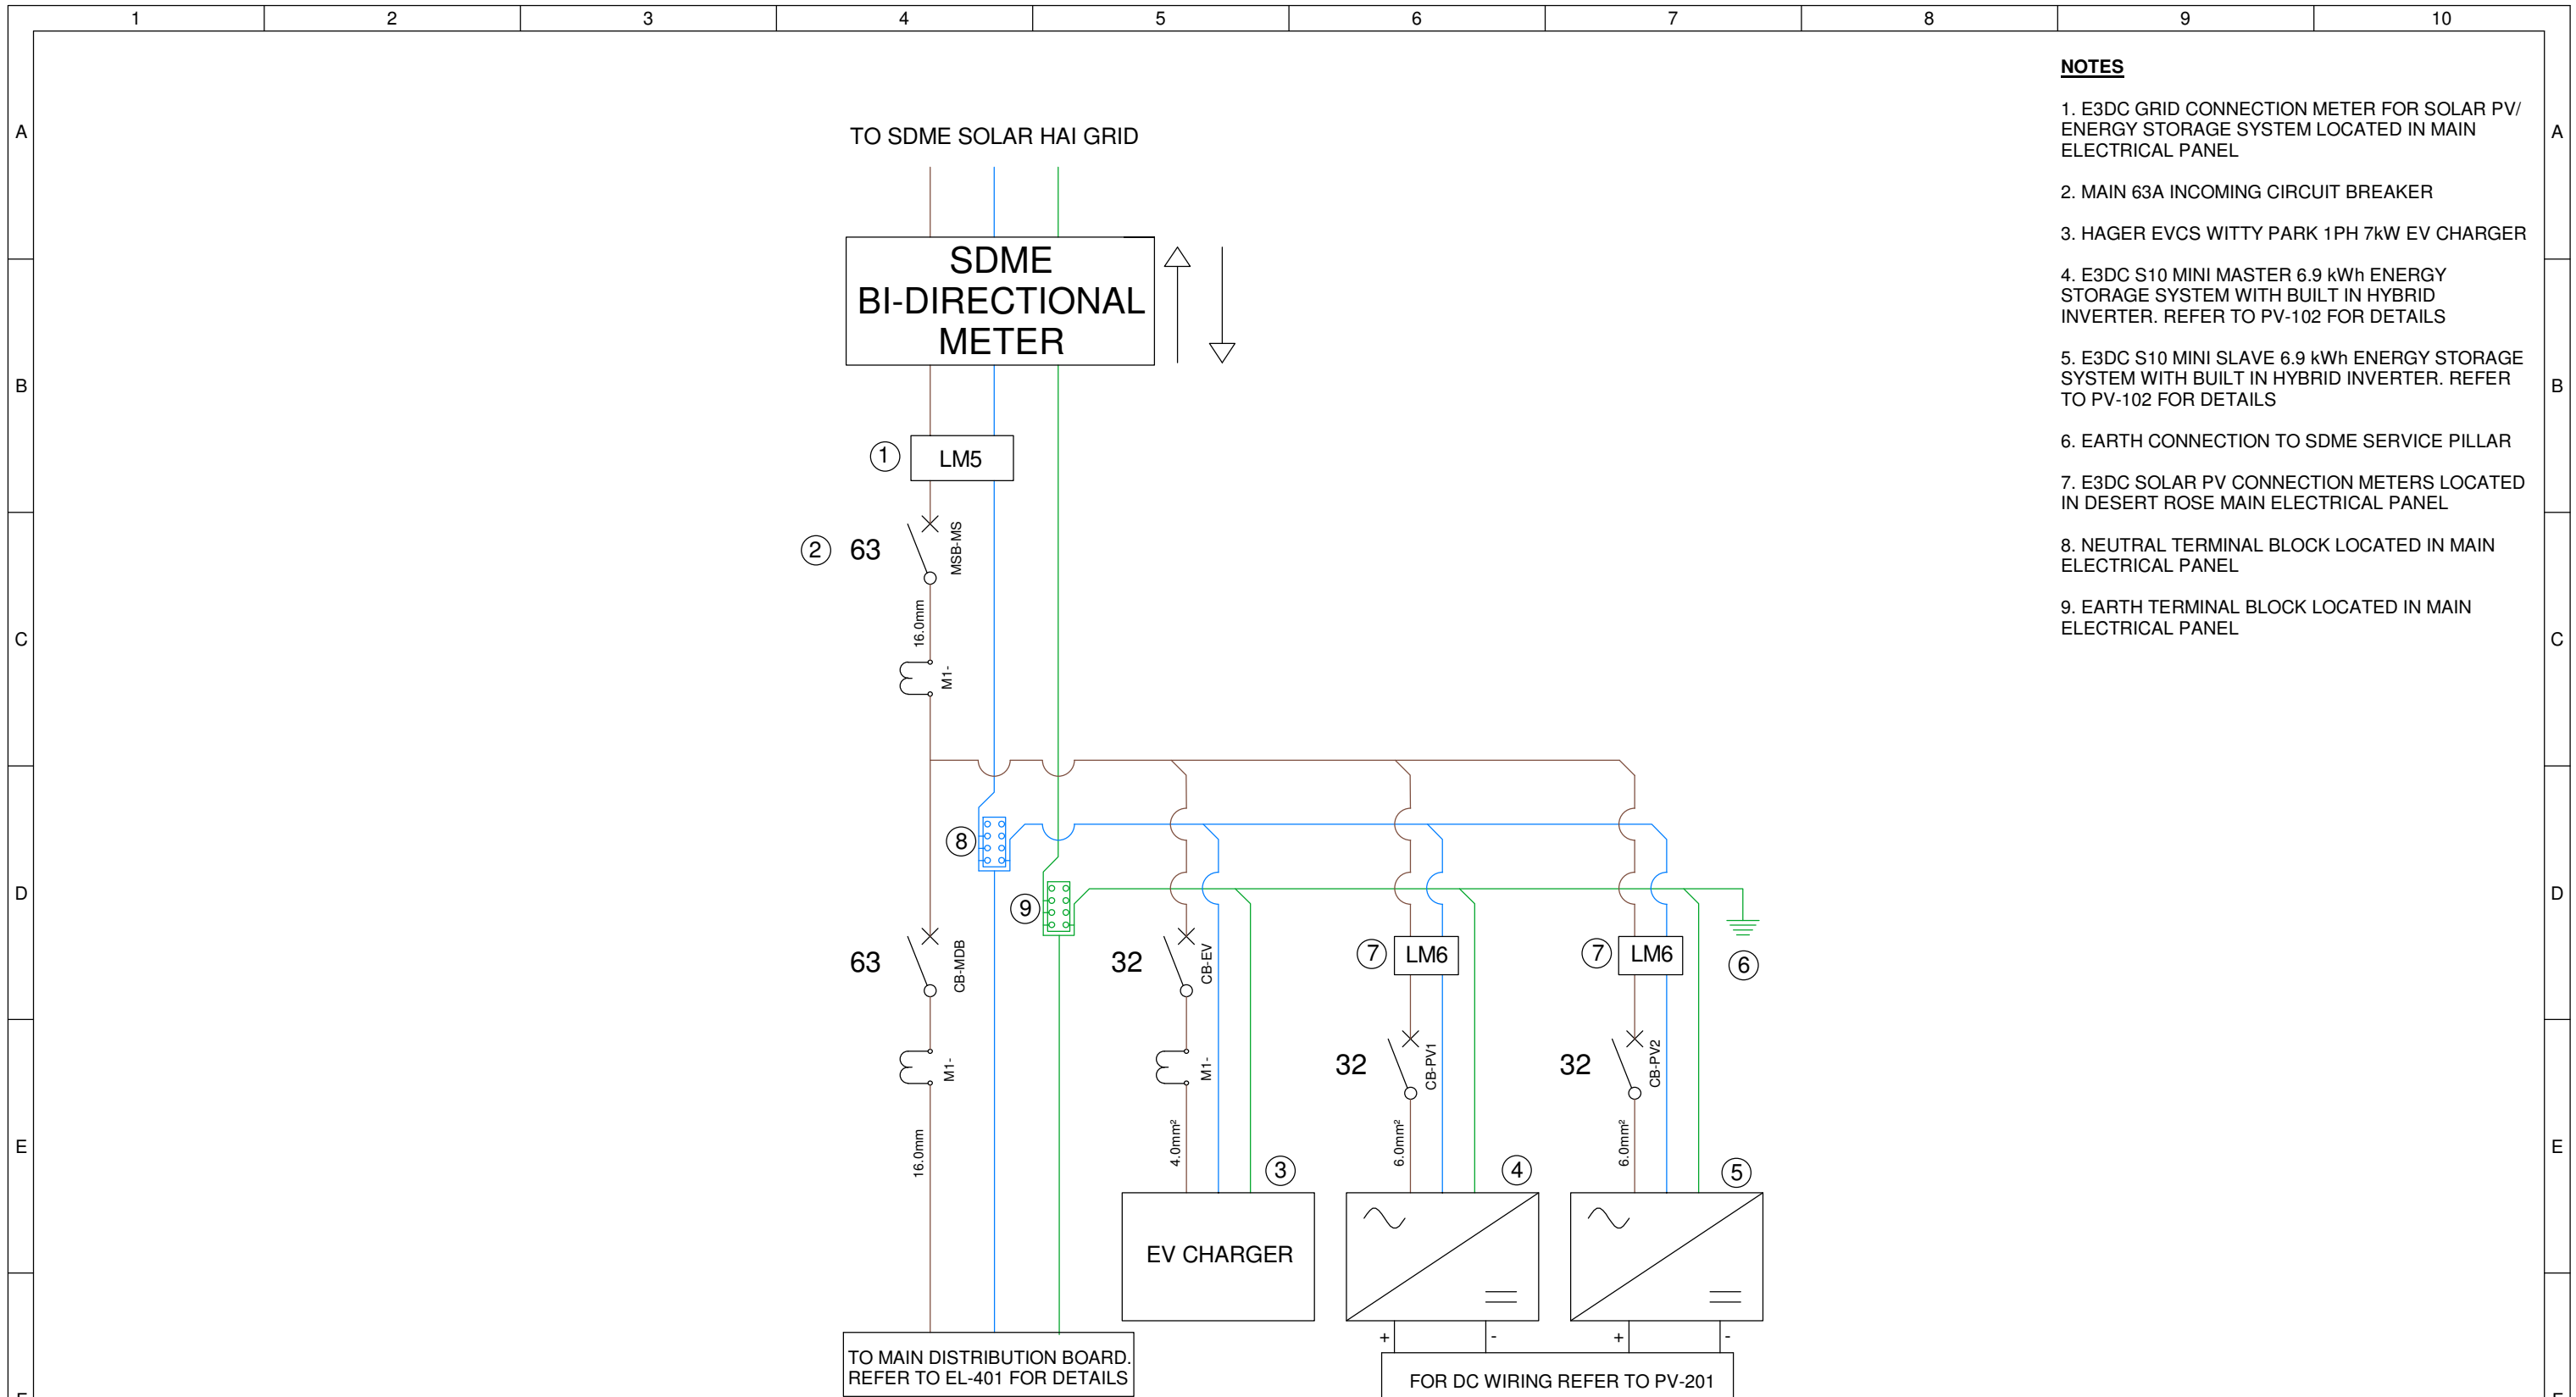 1 2 3 4 5 6 7 8 9 10
NOTES
1. E3DC GRID CONNECTION METER FOR SOLAR PV/
ENERGY STORAGE SYSTEM LOCATED IN MAIN
ELECTRICAL PANEL
2. MAIN 63A INCOMING CIRCUIT BREAKER
3. HAGER EVCS WITTY PARK 1PH 7kW EV CHARGER
4. E3DC S10 MINI MASTER 6.9 kWh ENERGY
STORAGE SYSTEM WITH BUILT IN HYBRID
INVERTER. REFER TO PV-102 FOR DETAILS
5. E3DC S10 MINI SLAVE 6.9 kWh ENERGY STORAGE
SYSTEM WITH BUILT IN HYBRID INVERTER. REFER
TO PV-102 FOR DETAILS
6. EARTH CONNECTION TO SDME SERVICE PILLAR
7. E3DC SOLAR PV CONNECTION METERS LOCATED
IN DESERT ROSE MAIN ELECTRICAL PANEL
8. NEUTRAL TERMINAL BLOCK LOCATED IN MAIN
ELECTRICAL PANEL
9. EARTH TERMINAL BLOCK LOCATED IN MAIN
ELECTRICAL PANEL
A A
TO SDME SOLAR HAI GRID
SDME
BI-DIRECTIONAL
METER
B B
1 LM5
2 63 MSB-MS
16.0mm
C C
M1-
8
D D
9
63 CB-MDB
32 CB-EV
7 LM6
7 LM6
6
M1-
M1-
32 CB-PV1
32 CB-PV2
E E
16.0mm
4.0mm²
6.0mm²
6.0mm²
3
4
5
EV CHARGER
+ - + -
TO MAIN DISTRIBUTION BOARD.
REFER TO EL-401 FOR DETAILS
FOR DC WIRING REFER TO PV-201